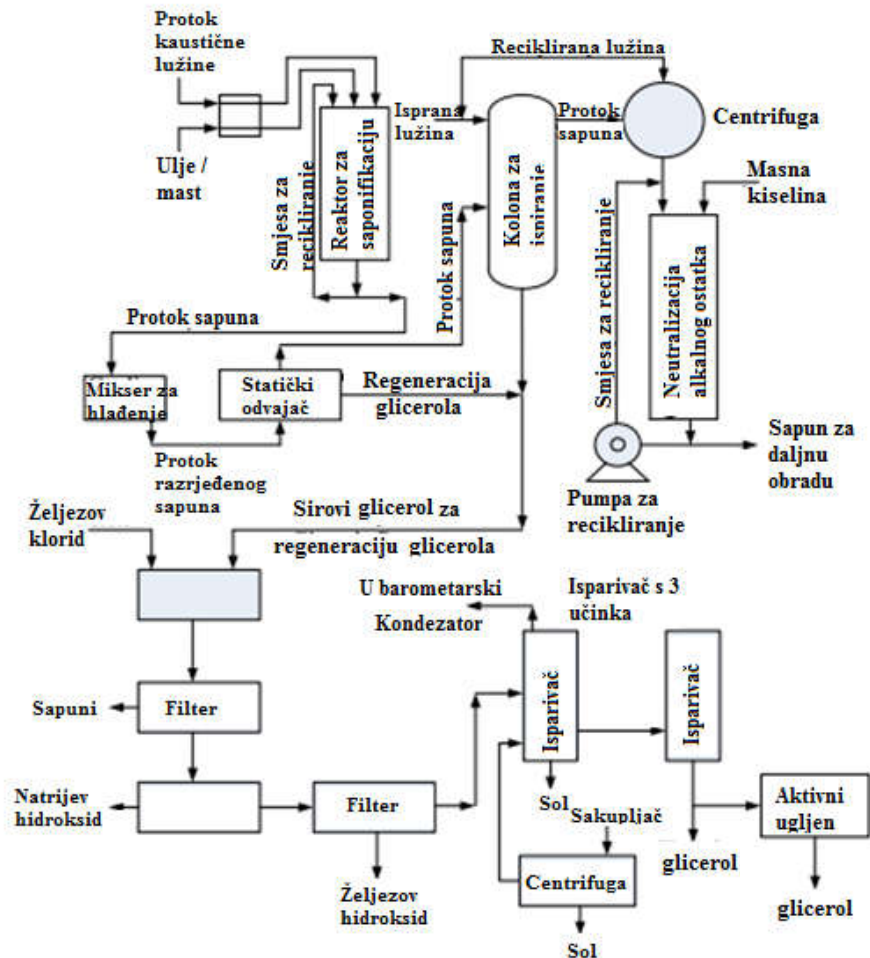 Protok
kaustične
lužine
Ulje /
mast
Smjesa za
recikliranje
Reaktor za
saponifikaciju
Isprana
lužina
Reciklirana lužina
Kolona za
ispiranje
Protok
sapuna
Centrifuga
Masna
kiselina
Smjesa za recikliranje
Neutralizacija
alkalnog ostatka
Protok sapuna
Protok sapuna
Mikser za
hlađenje
Statički
odvajač
Regeneracija
glicerola
Protok
razrjeđenog
sapuna
Pumpa za
recikliranje
Sapun za
daljnu
obradu
Željezov
klorid
Sirovi glicerol za
regeneraciju glicerola
U barometarski
Kondezator
Isparivač s 3
učinka
Sapuni
Filter
Isparivač
Isparivač
Natrijev
hidroksid
Filter
Sol
Sakupljač
Aktivni
ugljen
Željezov
hidroksid
Centrifuga
glicerol
glicerol
Sol